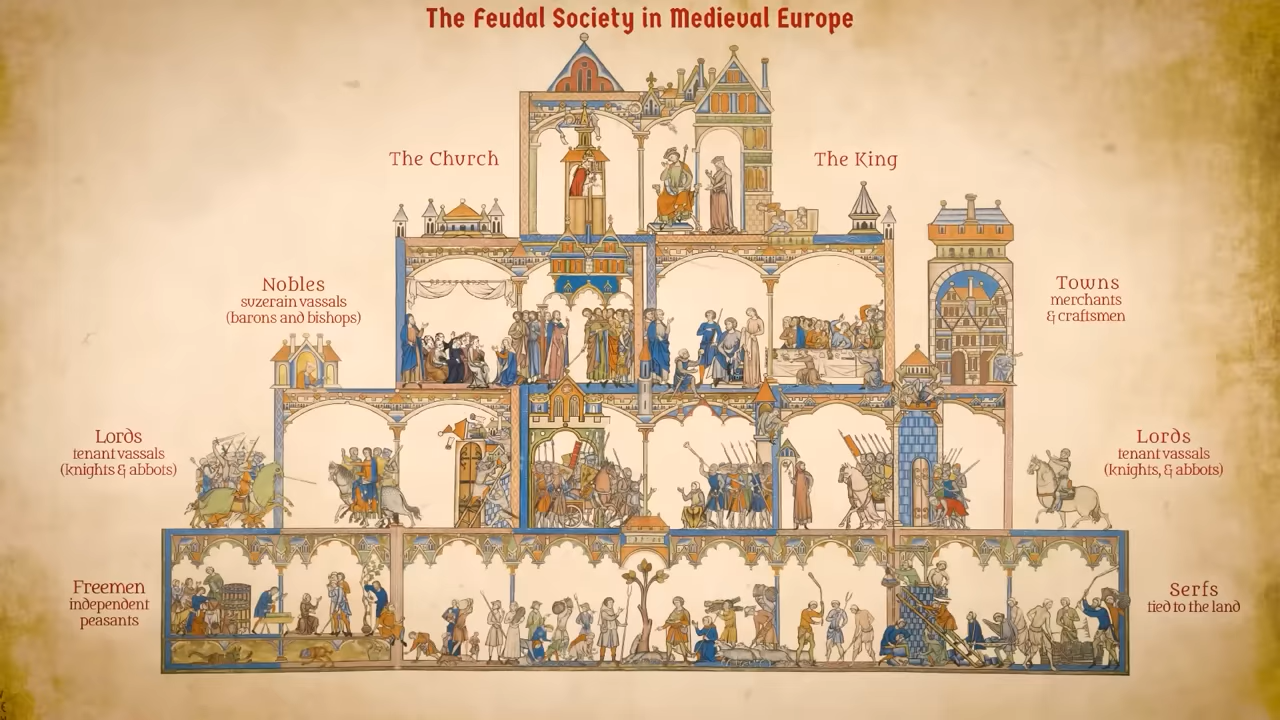 The Feudal Society in Medieval Europe
The Church
The King
Nobles
suzerain vassals
(barons and bishops)
Towns
merchants
& craftsmen
Lords
tenant vassals
(knights & abbots)
Lords
tenant vassals
(knights, & abbots)
Freemen
independent
peasants
Serfs
tied to the land